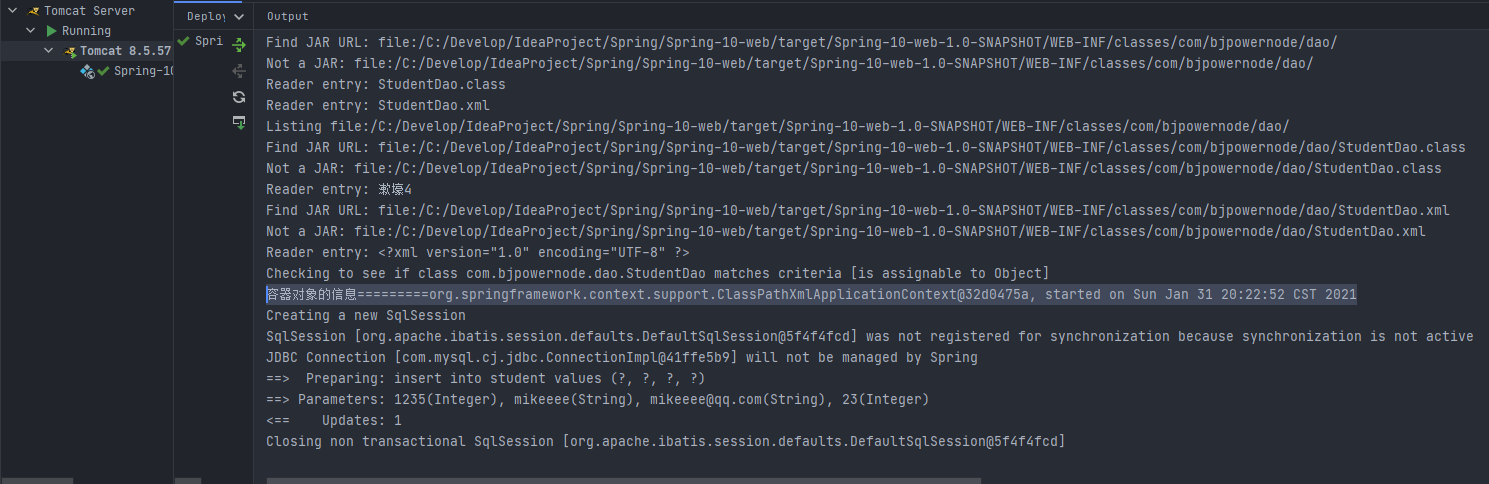 Tomcat Server
Running
Tomcat 8.5.57
Spring-10
Deploy
Spri
Output
Find JAR URL: file:/C:/Develop/IdeaProject/Spring/Spring-10-web/target/Spring-10-web-1.0-SNAPSHOT/WEB-INF/classes/com/bjpowernode/dao/
Not a JAR: file:/C:/Develop/IdeaProject/Spring/Spring-10-web/target/Spring-10-web-1.0-SNAPSHOT/WEB-INF/classes/com/bjpowernode/dao/
Reader entry: StudentDao.class
Reader entry: StudentDao.xml
Listing file:/C:/Develop/IdeaProject/Spring/Spring-10-web/target/Spring-10-web-1.0-SNAPSHOT/WEB-INF/classes/com/bjpowernode/dao/
Find JAR URL: file:/C:/Develop/IdeaProject/Spring/Spring-10-web/target/Spring-10-web-1.0-SNAPSHOT/WEB-INF/classes/com/bjpowernode/dao/StudentDao.class
Not a JAR: file:/C:/Develop/IdeaProject/Spring/Spring-10-web/target/Spring-10-web-1.0-SNAPSHOT/WEB-INF/classes/com/bjpowernode/dao/StudentDao.class
Reader entry: 漱壕4
Find JAR URL: file:/C:/Develop/IdeaProject/Spring/Spring-10-web/target/Spring-10-web-1.0-SNAPSHOT/WEB-INF/classes/com/bjpowernode/dao/StudentDao.xml
Not a JAR: file:/C:/Develop/IdeaProject/Spring/Spring-10-web/target/Spring-10-web-1.0-SNAPSHOT/WEB-INF/classes/com/bjpowernode/dao/StudentDao.xml
Reader entry: <?xml version="1.0" encoding="UTF-8" ?>
Checking to see if class com.bjpowernode.dao.StudentDao matches criteria [is assignable to Object]
容器对象的信息=========org.springframework.context.support.ClassPathXmlApplicationContext@32d0475a, started on Sun Jan 31 20:22:52 CST 2021
Creating a new SqlSession
SqlSession [org.apache.ibatis.session.defaults.DefaultSqlSession@5f4f4fcd] was not registered for synchronization because synchronization is not active
JDBC Connection [com.mysql.cj.jdbc.ConnectionImpl@41ffe5b9] will not be managed by Spring
==>  Preparing: insert into student values (?, ?, ?, ?)
==> Parameters: 1235(Integer), mikeeee(String), mikeeee@qq.com(String), 23(Integer)
<==    Updates: 1
Closing non transactional SqlSession [org.apache.ibatis.session.defaults.DefaultSqlSession@5f4f4fcd]